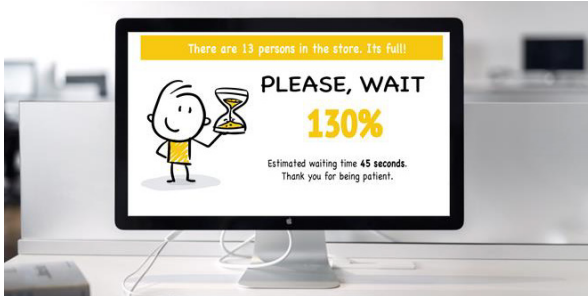 There are 13 persons in the store. Its full!
PLEASE, WAIT
130%
Estimated waiting time 45 seconds.
Thank you for being patient.